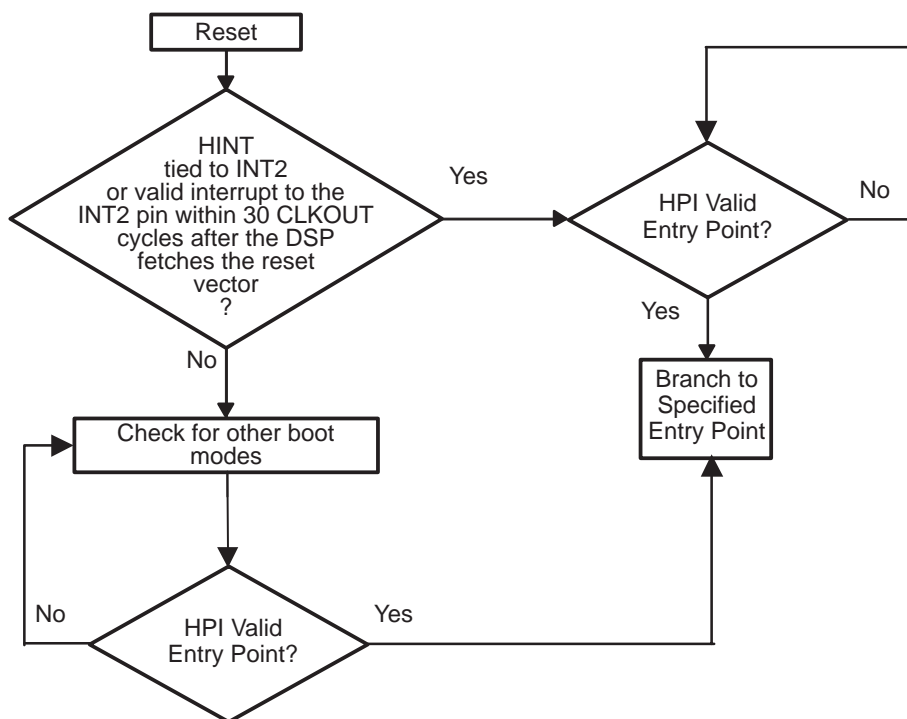 Reset
HINT
tied to INT2
or valid interrupt to the
INT2 pin within 30 CLKOUT
cycles after the DSP
fetches the reset
vector
?
Yes
HPI Valid
Entry Point?
No
Yes
No
Branch to
Specified
Entry Point
Check for other boot
modes
No
HPI Valid
Entry Point?
Yes